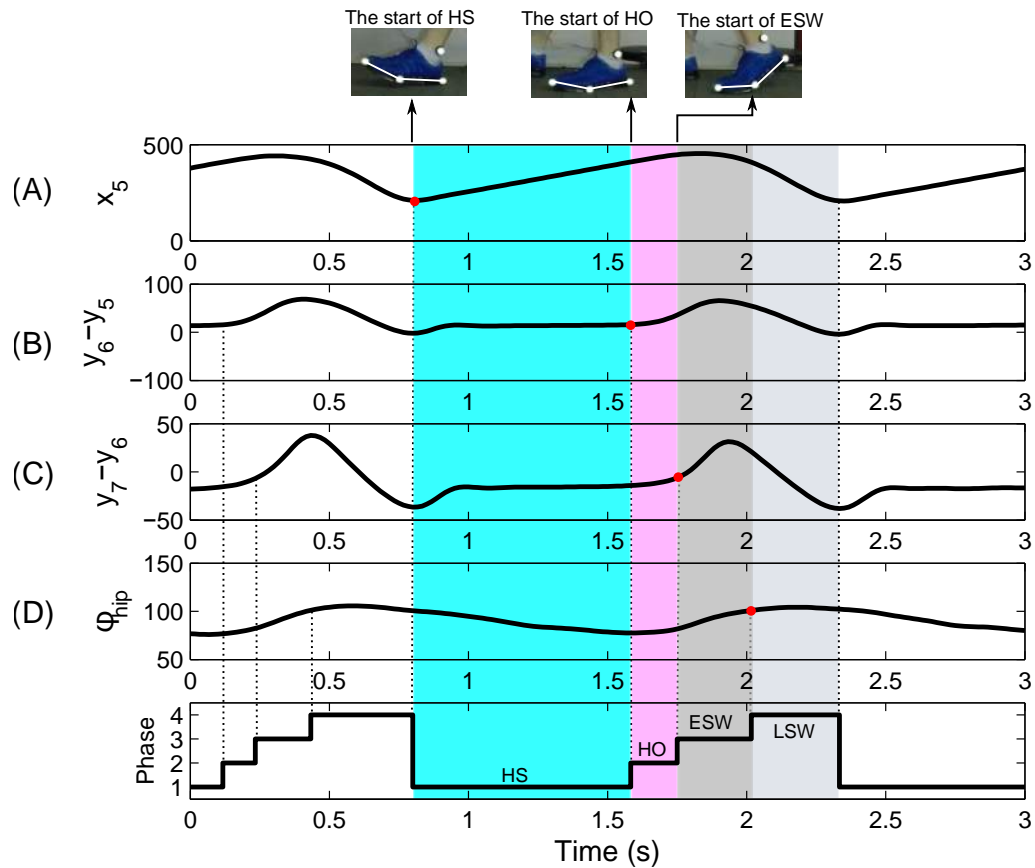 The start of HS
The start of HO
The start of ESW
(A)
x5
500
0
0 0.5 1 1.5 2 2.5 3
(B)
y6−y5
100
0
−100
0 0.5 1 1.5 2 2.5 3
(C)
y7−y6
50
0
−50
0 0.5 1 1.5 2 2.5 3
(D)
φhip
150
100
50
0 0.5 1 1.5 2 2.5 3
Phase
4
3
2
1
HS
HO
ESW
LSW
0 0.5 1 1.5 2 2.5 3
Time (s)